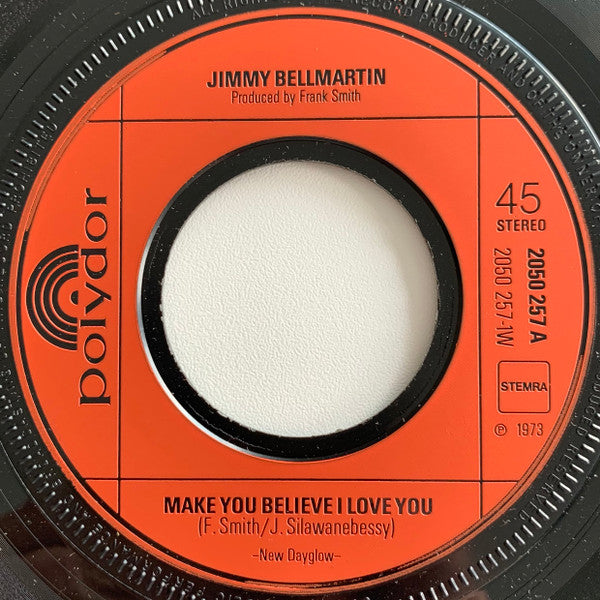 JIMMY BELLMARTIN
Produced by Frank Smith
polydor
45
STEREO
2050 257 A
2050 257-1W
STEMRA
℗ 1973
MAKE YOU BELIEVE I LOVE YOU
(F. Smith/J. Silawanebessy)
-New Dayglow-